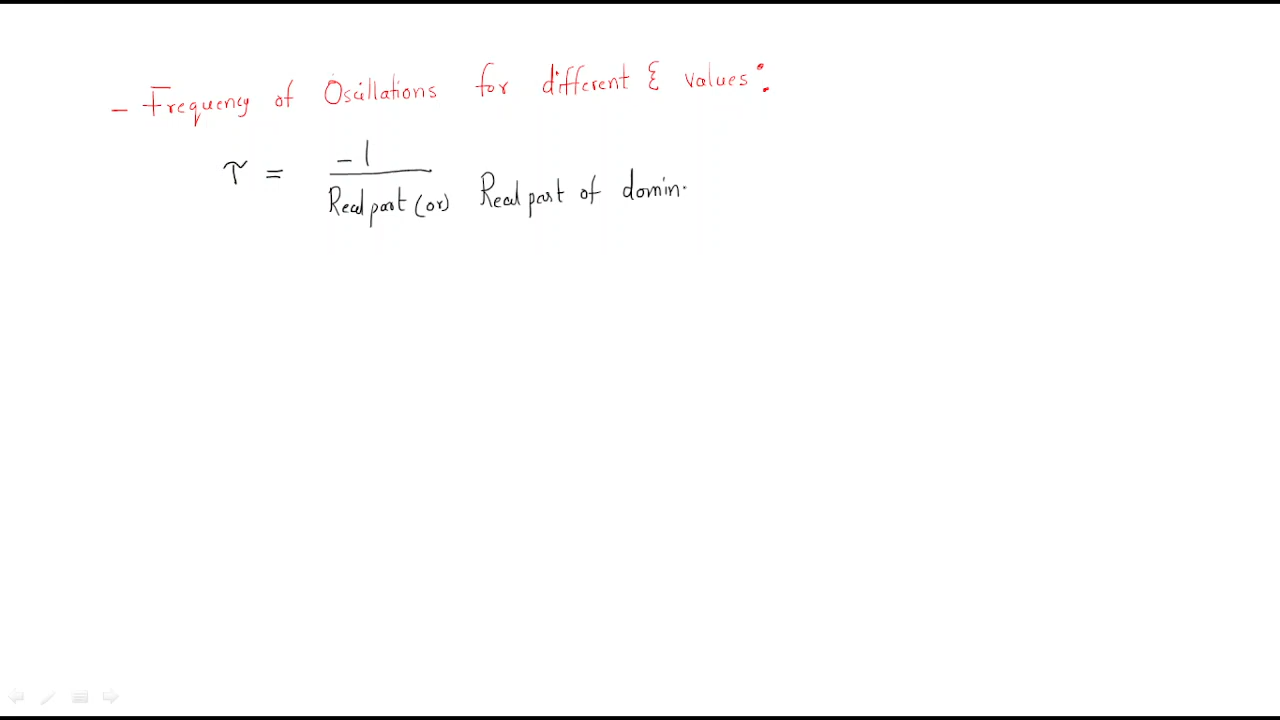 - Frequency of Oscillations for different ξ values:
τ = -1
Real part (or) Real part of domin.